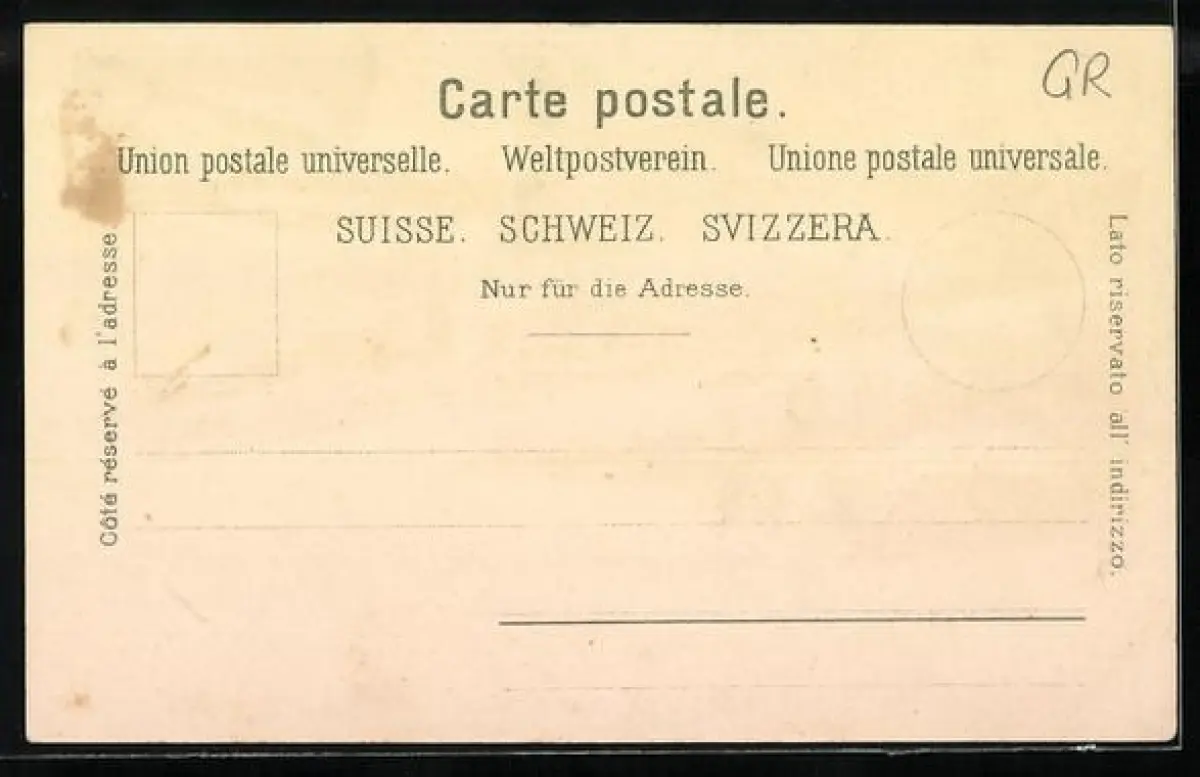 GR
Carte postale.
Union postale universelle. Weltpostverein. Unione postale universale.
SUISSE. SCHWEIZ. SVIZZERA.
Nur für die Adresse.
Côté réservé à l'adresse
Lato riservato all' indirizzo.